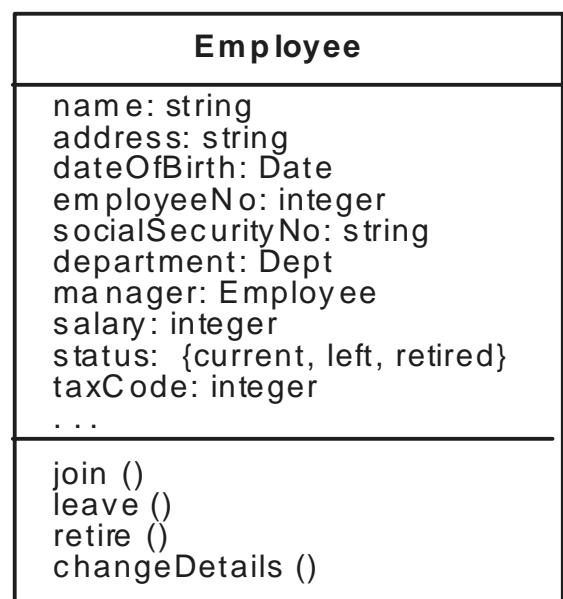 Employee
name: string
address: string
dateOfBirth: Date
employeeNo: integer
socialSecurityNo: string
department: Dept
manager: Employee
salary: integer
status: {current, left, retired}
taxCode: integer
. . .
join ()
leave ()
retire ()
changeDetails ()